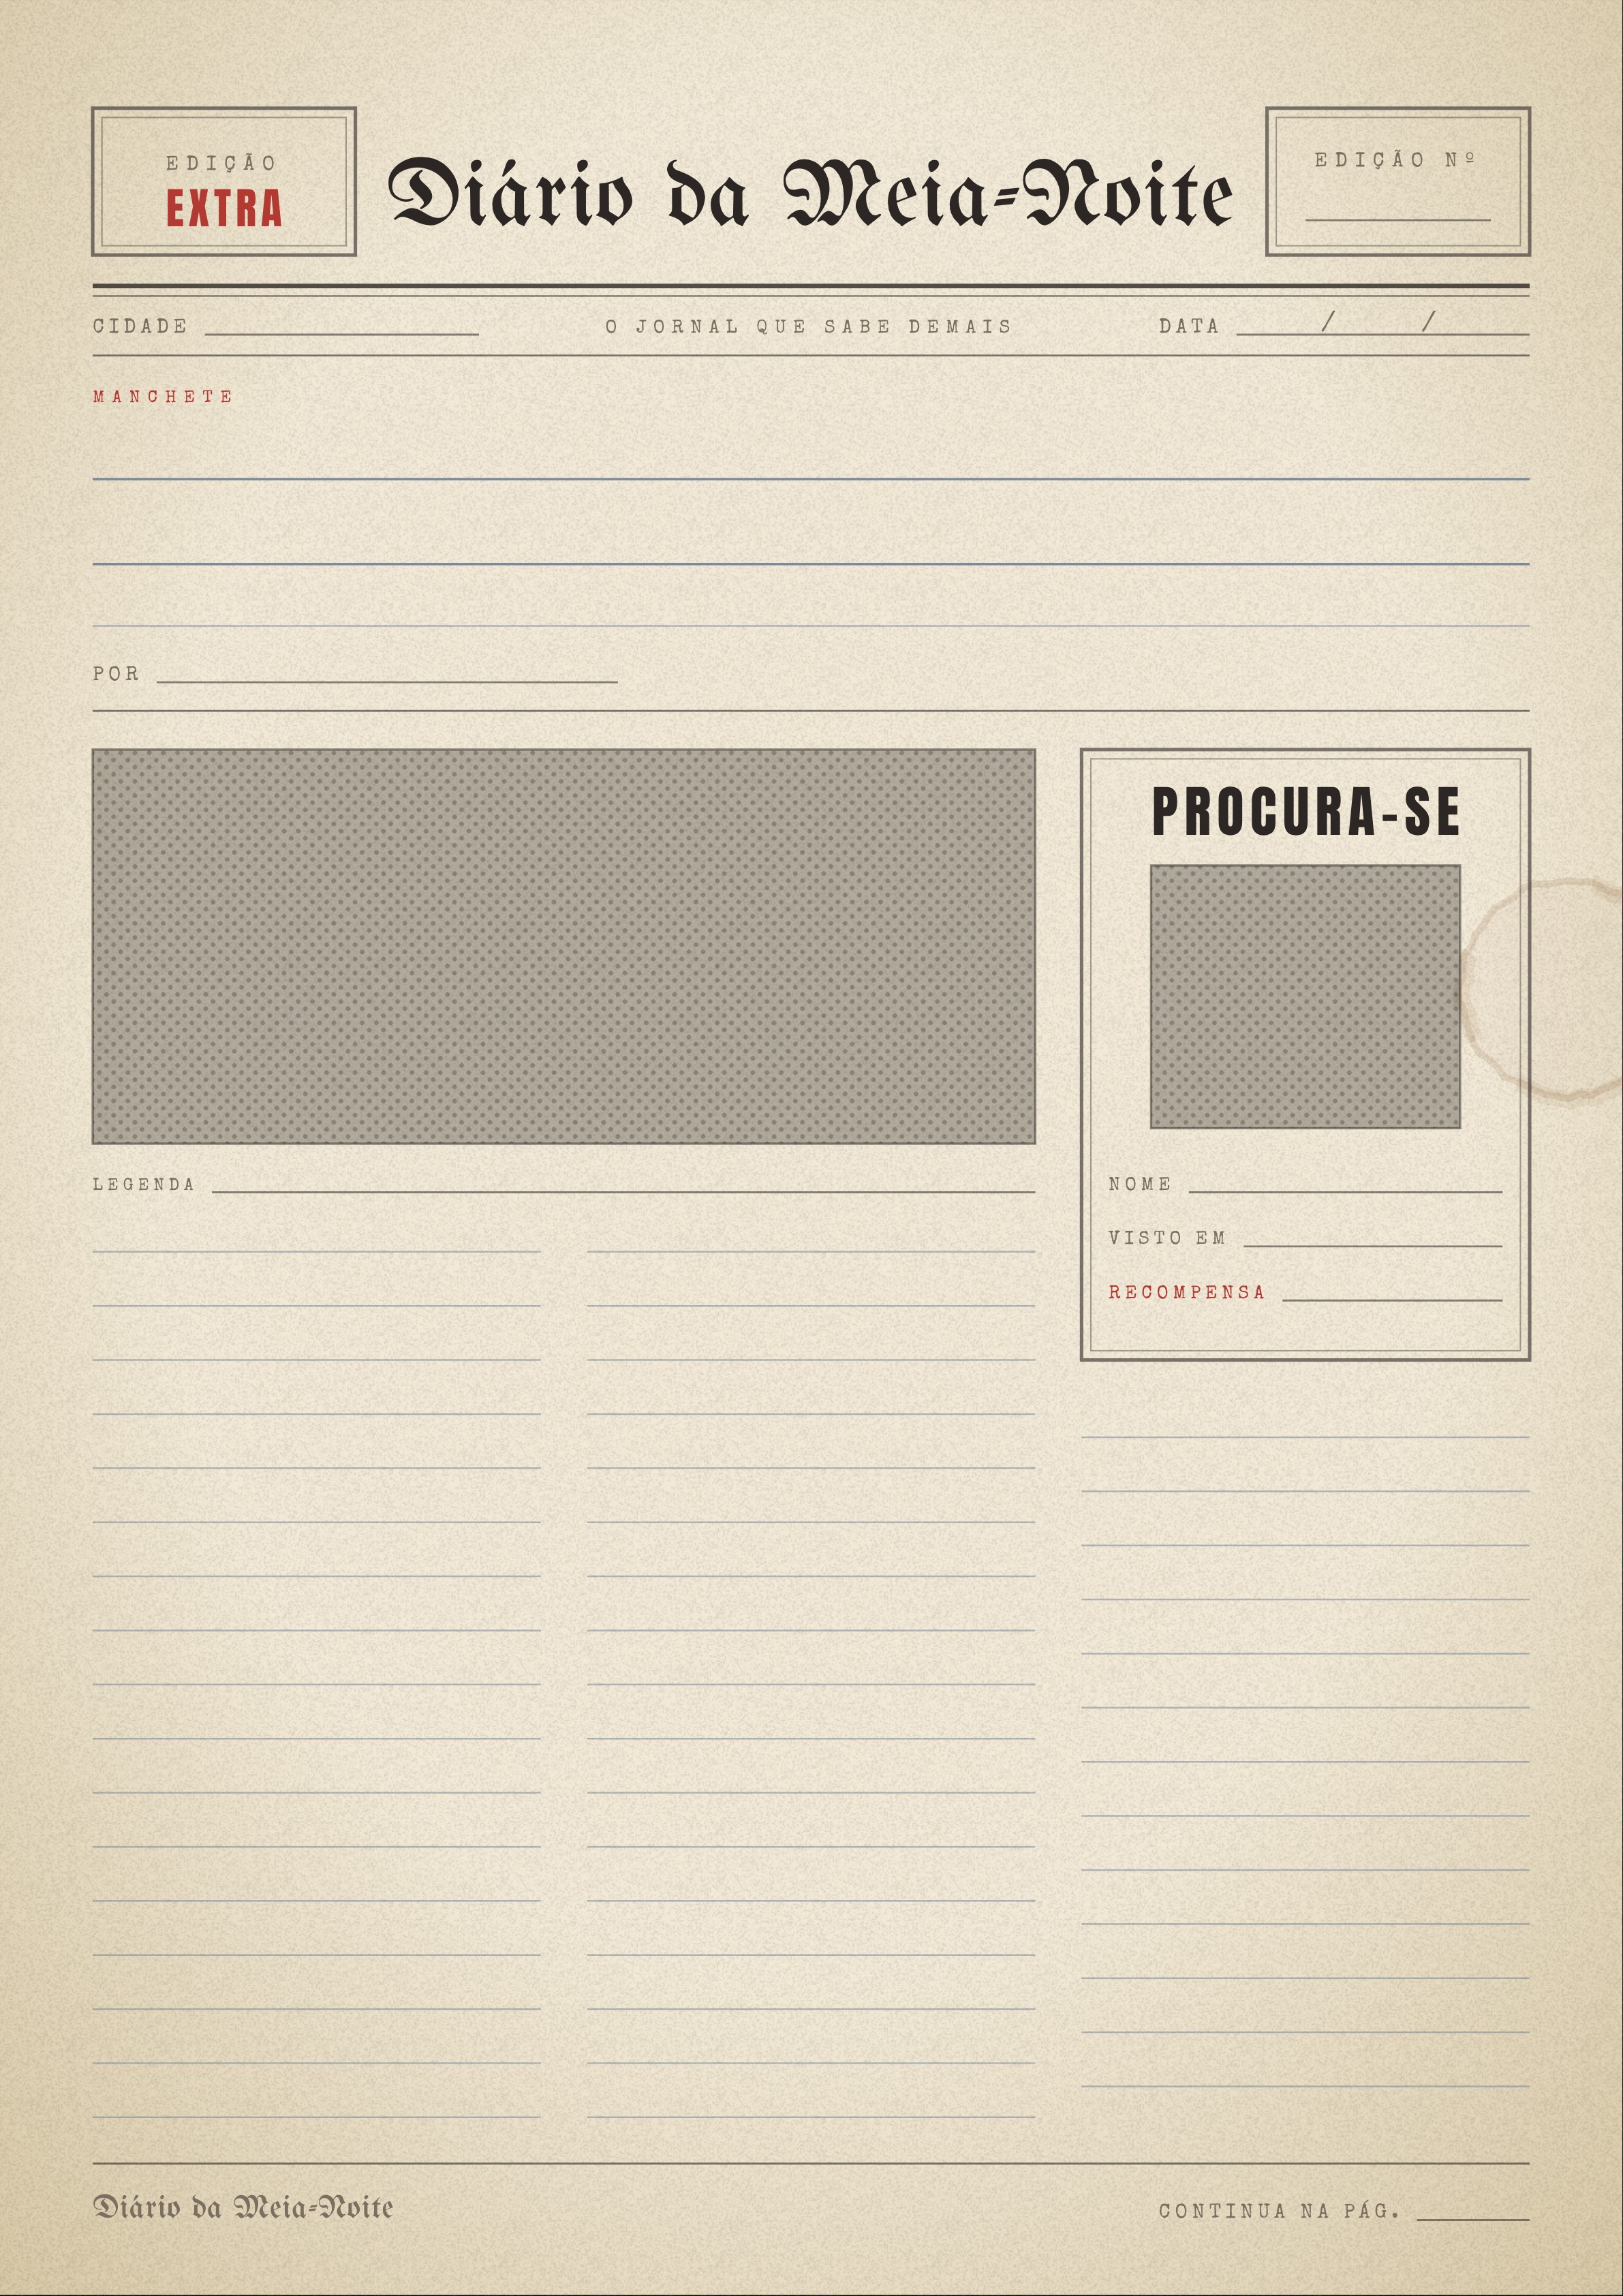 EDIÇÃO
EXTRA
Diário da Meia-Noite
EDIÇÃO Nº
CIDADE
O JORNAL QUE SABE DEMAIS
DATA / /
MANCHETE
POR
PROCURA-SE
LEGENDA
NOME
VISTO EM
RECOMPENSA
Diário da Meia-Noite
CONTINUA NA PÁG.